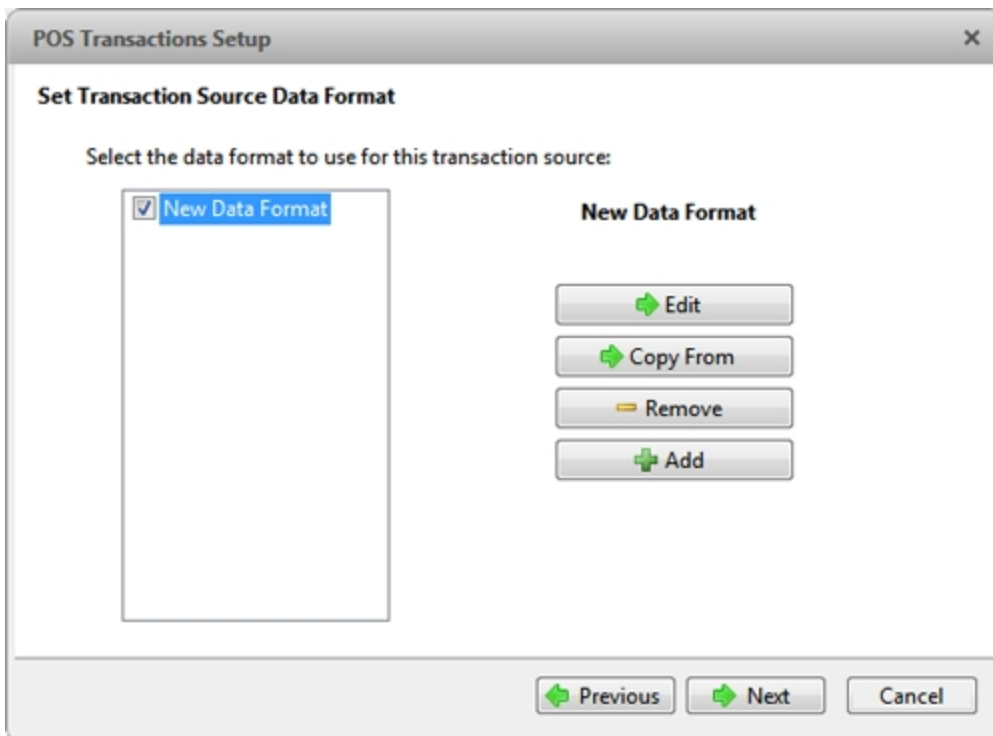 POS Transactions Setup
Set Transaction Source Data Format
Select the data format to use for this transaction source:
New Data Format
New Data Format
Edit
Copy From
Remove
Add
Previous
Next
Cancel